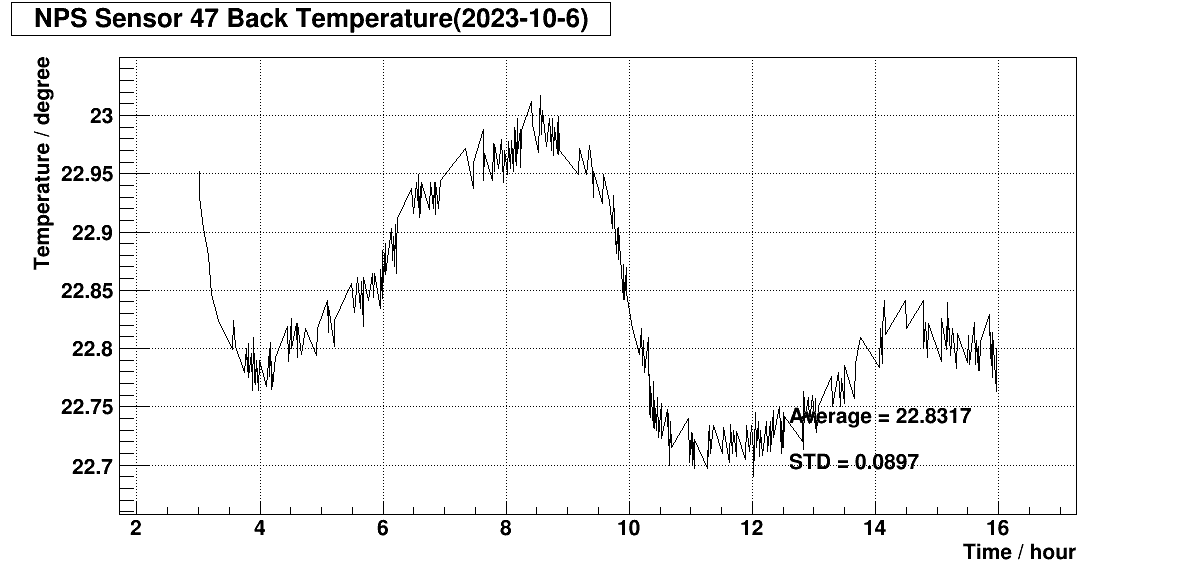 NPS Sensor 47 Back Temperature(2023-10-6)
Temperature / degree
23
22.95
22.9
22.85
22.8
22.75
22.7
Average = 22.8317
STD = 0.0897
2 4 6 8 10 12 14 16
Time / hour